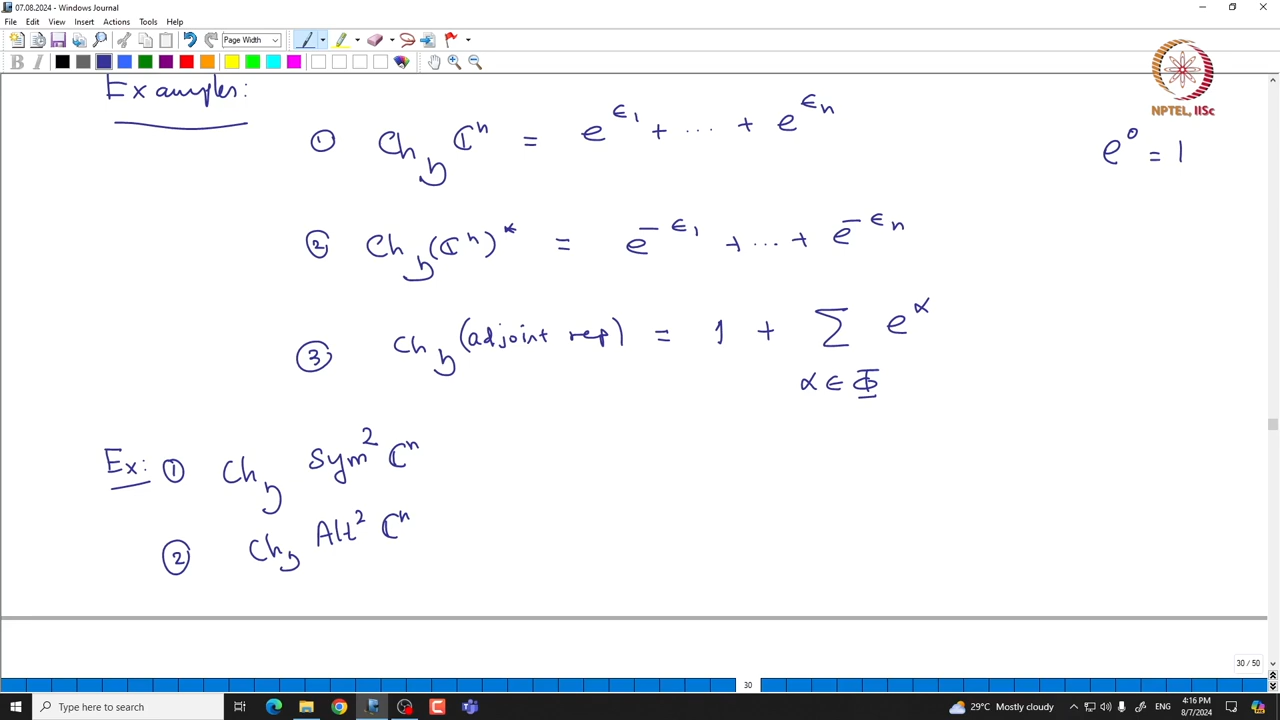 07.08.2024 - Windows Journal
File Edit View Insert Actions Tools Help
Page Width
NPTEL, IISc
Examples:
① Ch_𝔥 ℂⁿ = e^{ε₁} + ... + e^{εₙ}
e⁰ = 1
② Ch_𝔥 (ℂⁿ)* = e^{-ε₁} + ... + e^{-εₙ}
③ Ch_𝔥 (adjoint rep) = 1 + Σ_{α ∈ Φ} e^α
Ex: ① Ch_𝔥 Sym² ℂⁿ
② Ch_𝔥 Alt² ℂⁿ
30 / 50
30
Type here to search
29°C Mostly cloudy
ENG
4:16 PM
8/7/2024